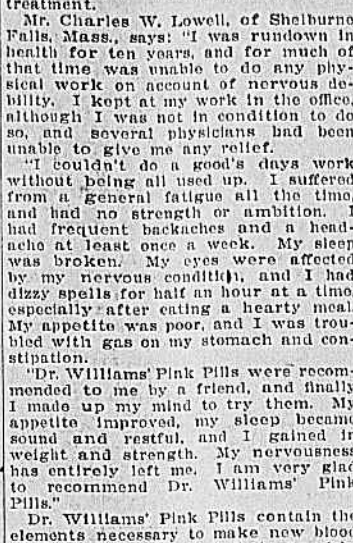 treatment.
Mr. Charles W. Lowell, of Shelburne
Falls, Mass., says: "I was rundown in
health for ten years, and for much of
that time was unable to do any phy-
sical work on account of nervous de-
bility. I kept at my work in the office,
although I was not in condition to do
so, and several physicians had been
unable to give me any relief.
"I couldn't do a good's days work
without being all used up. I suffered
from a general fatigue all the time,
and had no strength or ambition. I
had frequent backaches and a head-
ache at least once a week. My sleep
was broken. My eyes were affected
by my nervous condition, and I had
dizzy spells for half an hour at a time,
especially after eating a hearty meal.
My appetite was poor, and I was trou-
bled with gas on my stomach and con-
stipation.
"Dr. Williams' Pink Pills were recom-
mended to me by a friend, and finally
I made up my mind to try them. My
appetite improved, my sleep became
sound and restful, and I gained in
weight and strength. My nervousness
has entirely left me. I am very glad
to recommend Dr. Williams' Pink
Pills."
Dr. Williams' Pink Pills contain the
elements necessary to make new blood